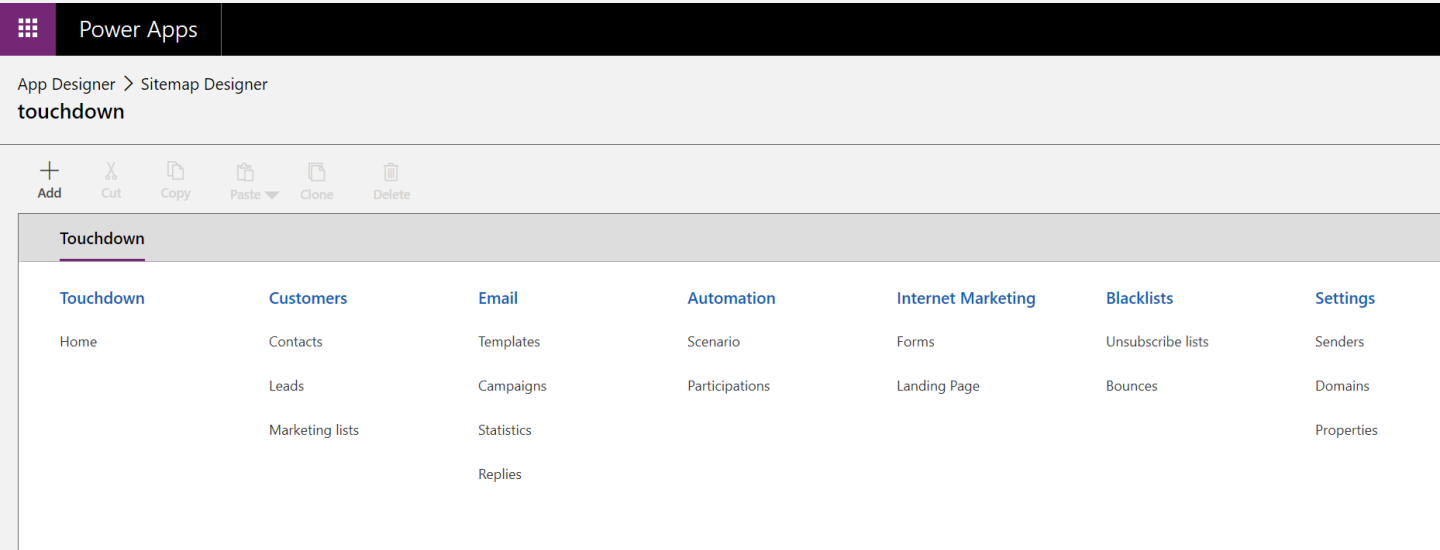 Power Apps
App Designer > Sitemap Designer
touchdown
Add Cut Copy Paste Clone Delete
Touchdown
Touchdown Customers Email Automation Internet Marketing Blacklists Settings
Home Contacts Templates Scenario Forms Unsubscribe lists Senders
Leads Campaigns Participations Landing Page Bounces Domains
Marketing lists Statistics Properties
Replies